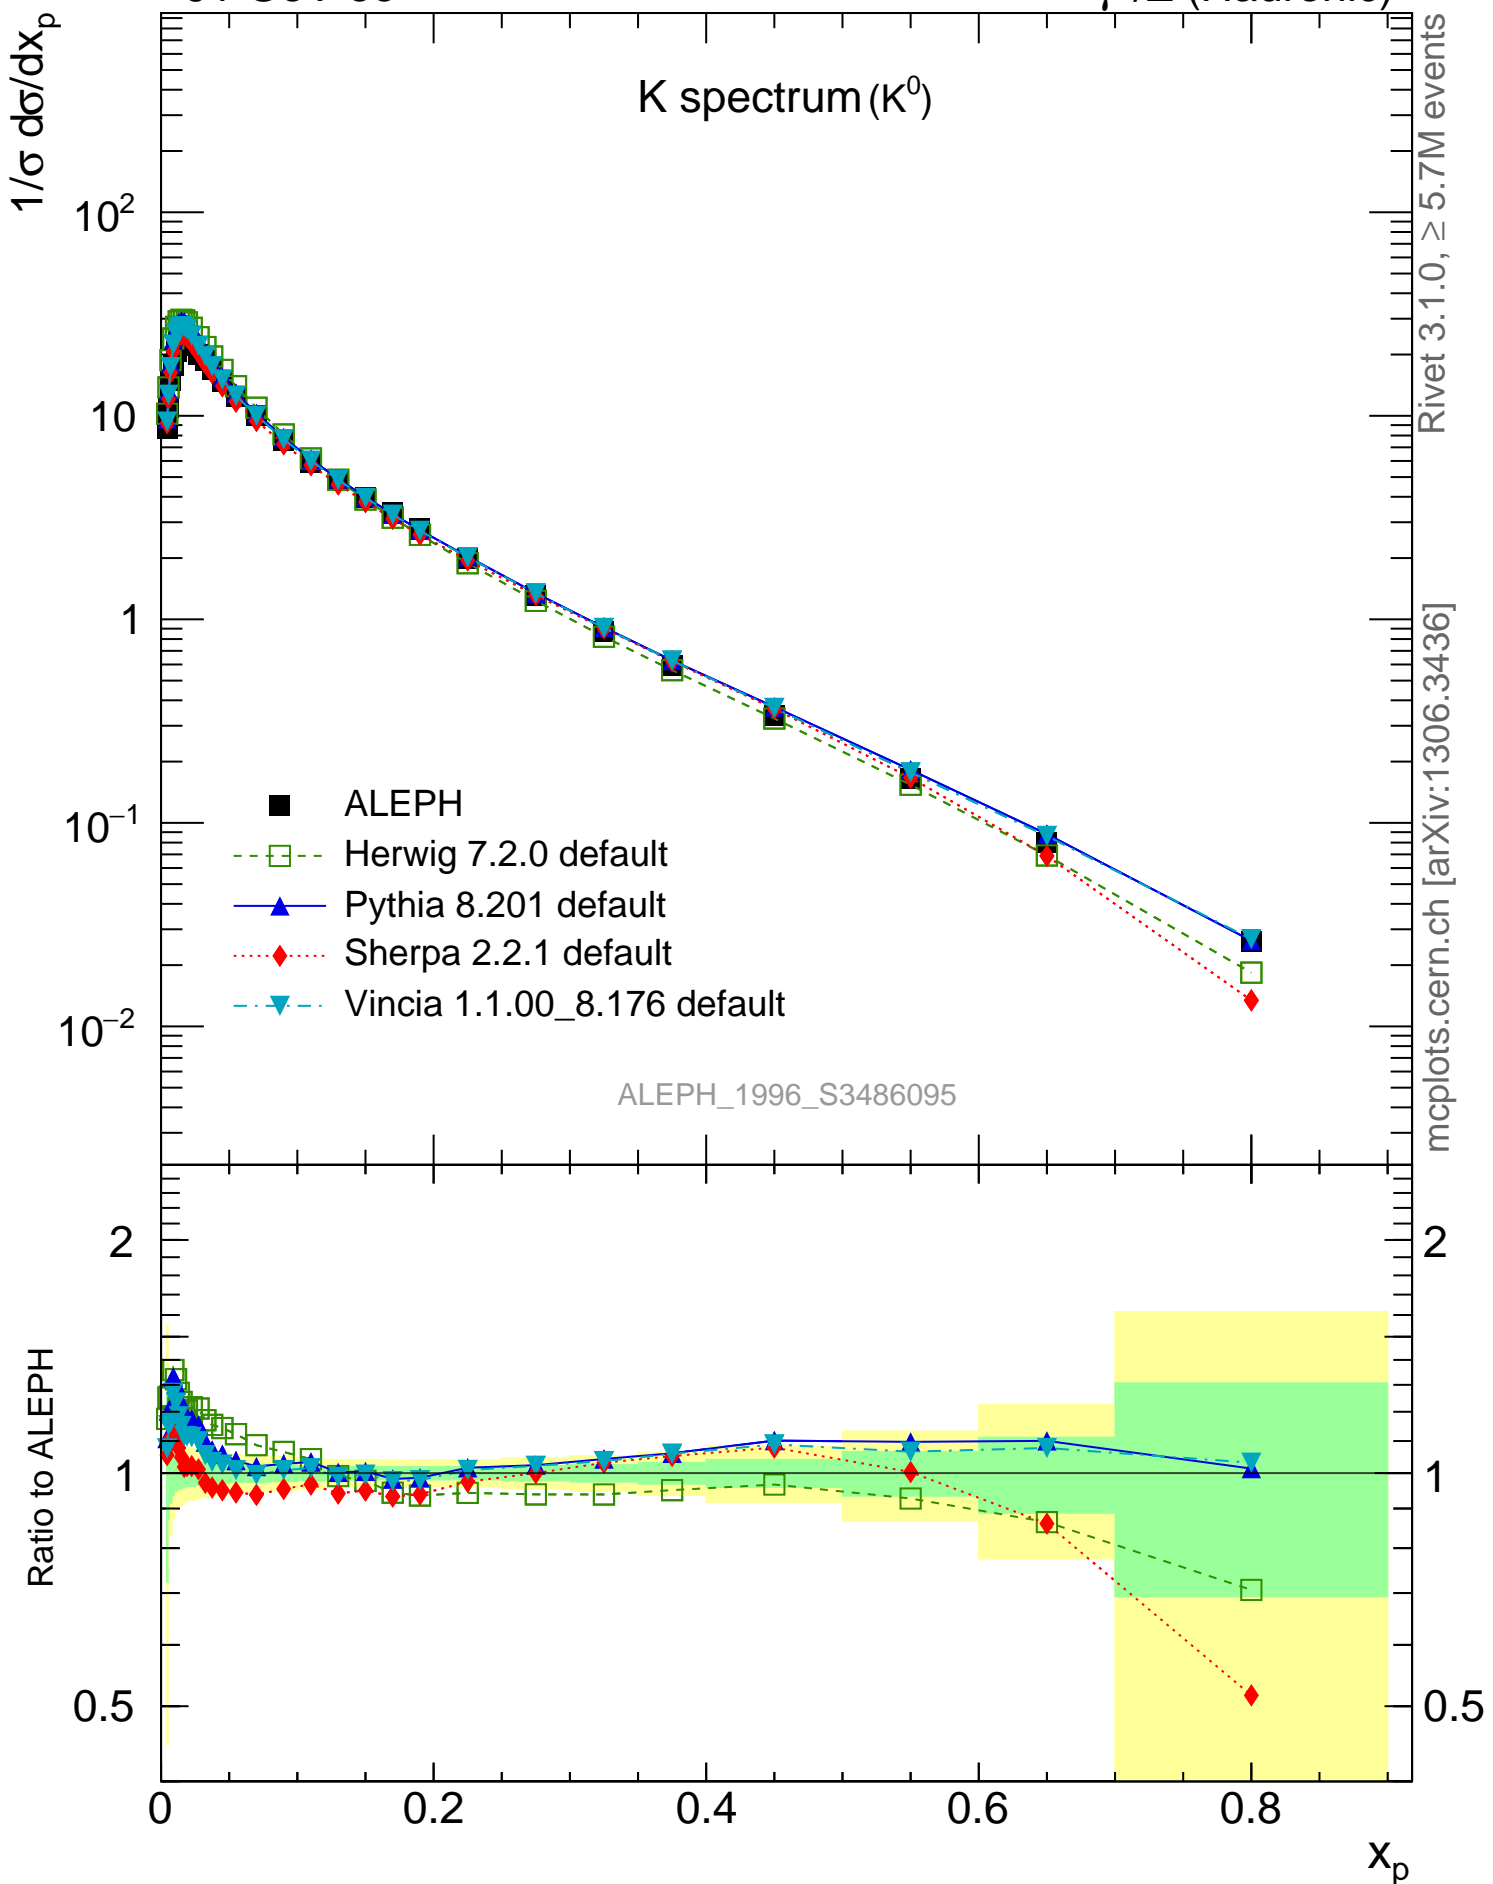 K spectrum (K⁰)
1/σ dσ/dxₚ
10²
10
1
10⁻¹
10⁻²
ALEPH
Herwig 7.2.0 default
Pythia 8.201 default
Sherpa 2.2.1 default
Vincia 1.1.00_8.176 default
ALEPH_1996_S3486095
Rivet 3.1.0, ≥ 5.7M events
mcplots.cern.ch [arXiv:1306.3436]
Ratio to ALEPH
2
1
0.5
2
1
0.5
0 0.2 0.4 0.6 0.8
xₚ